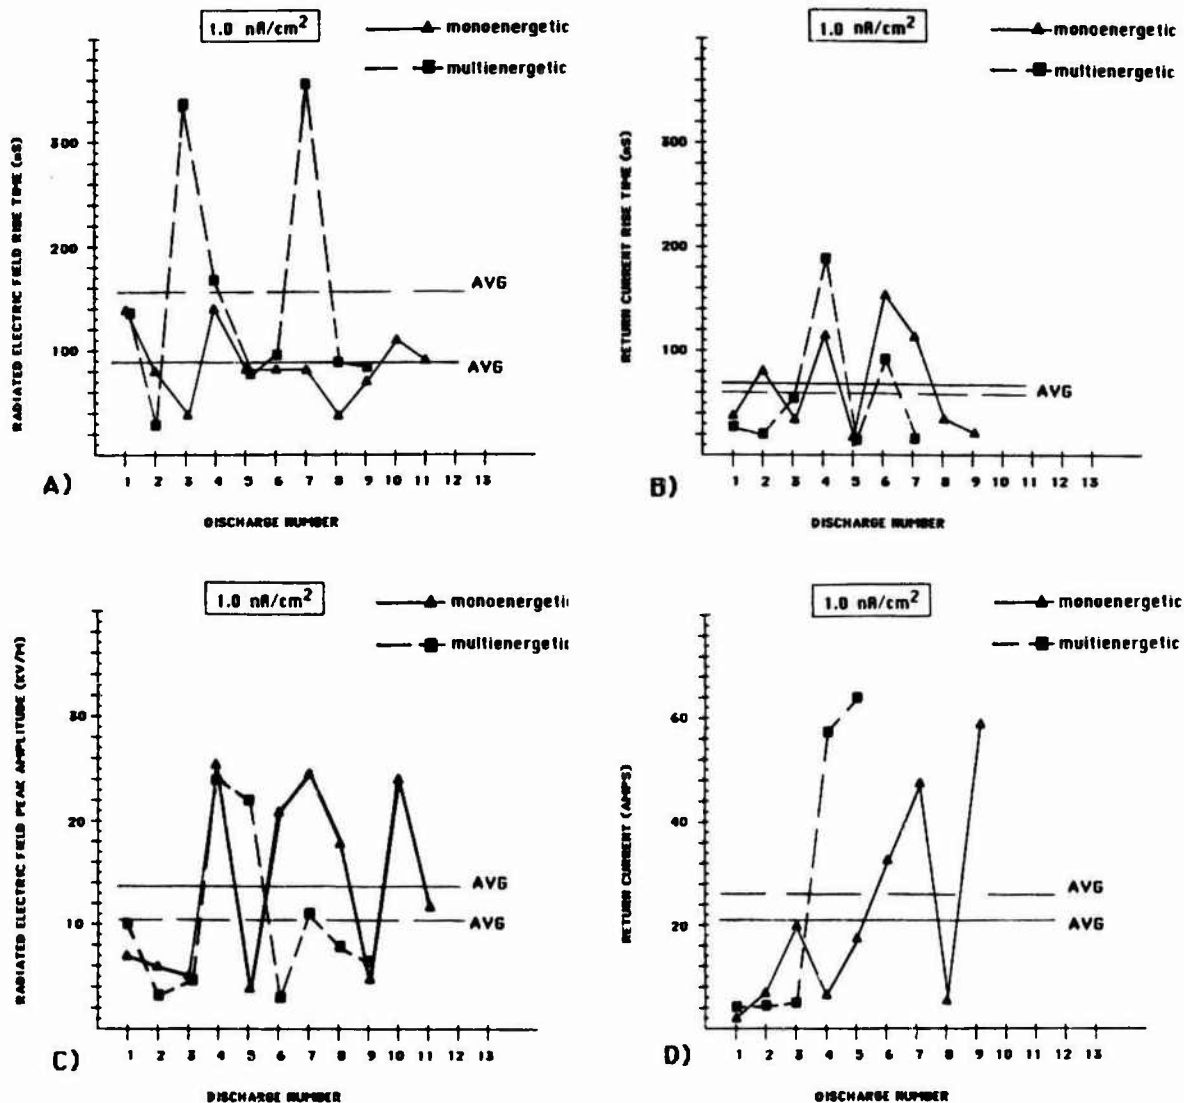 1.0 nA/cm²
monoenergetic
multienergetic
RADIATED ELECTRIC FIELD RISE TIME (nS)
300
200
100
AVG
AVG
1 2 3 4 5 6 7 8 9 10 11 12 13
A)
DISCHARGE NUMBER
1.0 nA/cm²
monoenergetic
multienergetic
RETURN CURRENT RISE TIME (nS)
300
200
100
AVG
1 2 3 4 5 6 7 8 9 10 11 12 13
B)
DISCHARGE NUMBER
1.0 nA/cm²
monoenergeti
multienergetic
RADIATED ELECTRIC FIELD PEAK AMPLITUDE (KV/M)
30
20
10
AVG
AVG
1 2 3 4 5 6 7 8 9 10 11 12 13
C)
DISCHARGE NUMBER
1.0 nA/cm²
monoenergetic
multienergetic
RETURN CURRENT (AMPS)
60
40
20
AVG
AVG
1 2 3 4 5 6 7 8 9 10 11 12 13
D)
DISCHARGE NUMBER